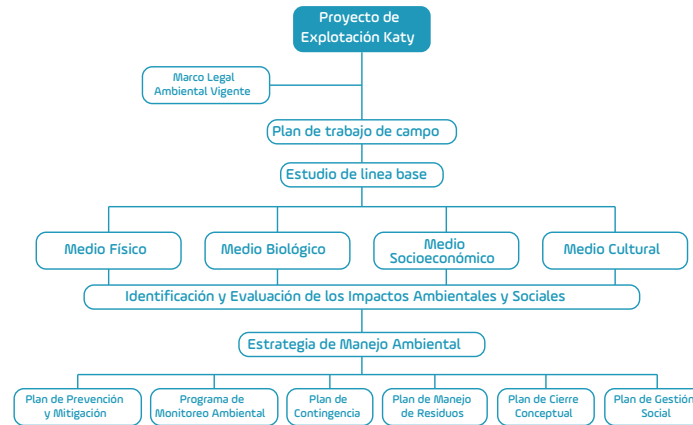 Proyecto de
Explotación Katy
Marco Legal
Ambiental Vigente
Plan de trabajo de campo
Estudio de linea base
Medio Físico
Medio Biológico
Medio
Socioeconómico
Medio Cultural
Identificación y Evaluación de los Impactos Ambientales y Sociales
Estrategia de Manejo Ambiental
Plan de Prevención
y Mitigación
Programa de
Monitoreo Ambiental
Plan de
Contingencia
Plan de Manejo
de Residuos
Plan de Cierre
Conceptual
Plan de Gestión
Social